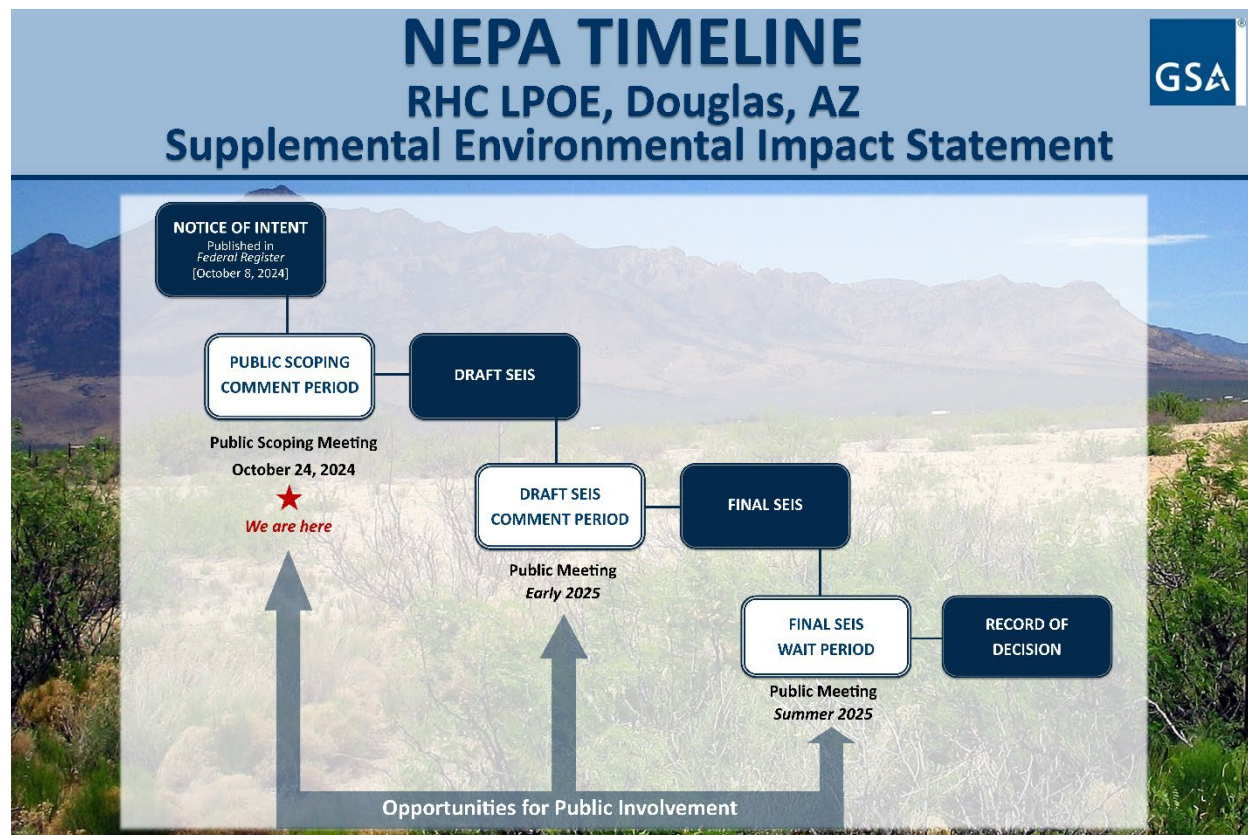 NEPA TIMELINE
RHC LPOE, Douglas, AZ
Supplemental Environmental Impact Statement
GSA
®
NOTICE OF INTENT
Published in
Federal Register
[October 8, 2024]
PUBLIC SCOPING
COMMENT PERIOD
DRAFT SEIS
Public Scoping Meeting
October 24, 2024
We are here
DRAFT SEIS
COMMENT PERIOD
FINAL SEIS
Public Meeting
Early 2025
FINAL SEIS
WAIT PERIOD
RECORD OF
DECISION
Public Meeting
Summer 2025
Opportunities for Public Involvement